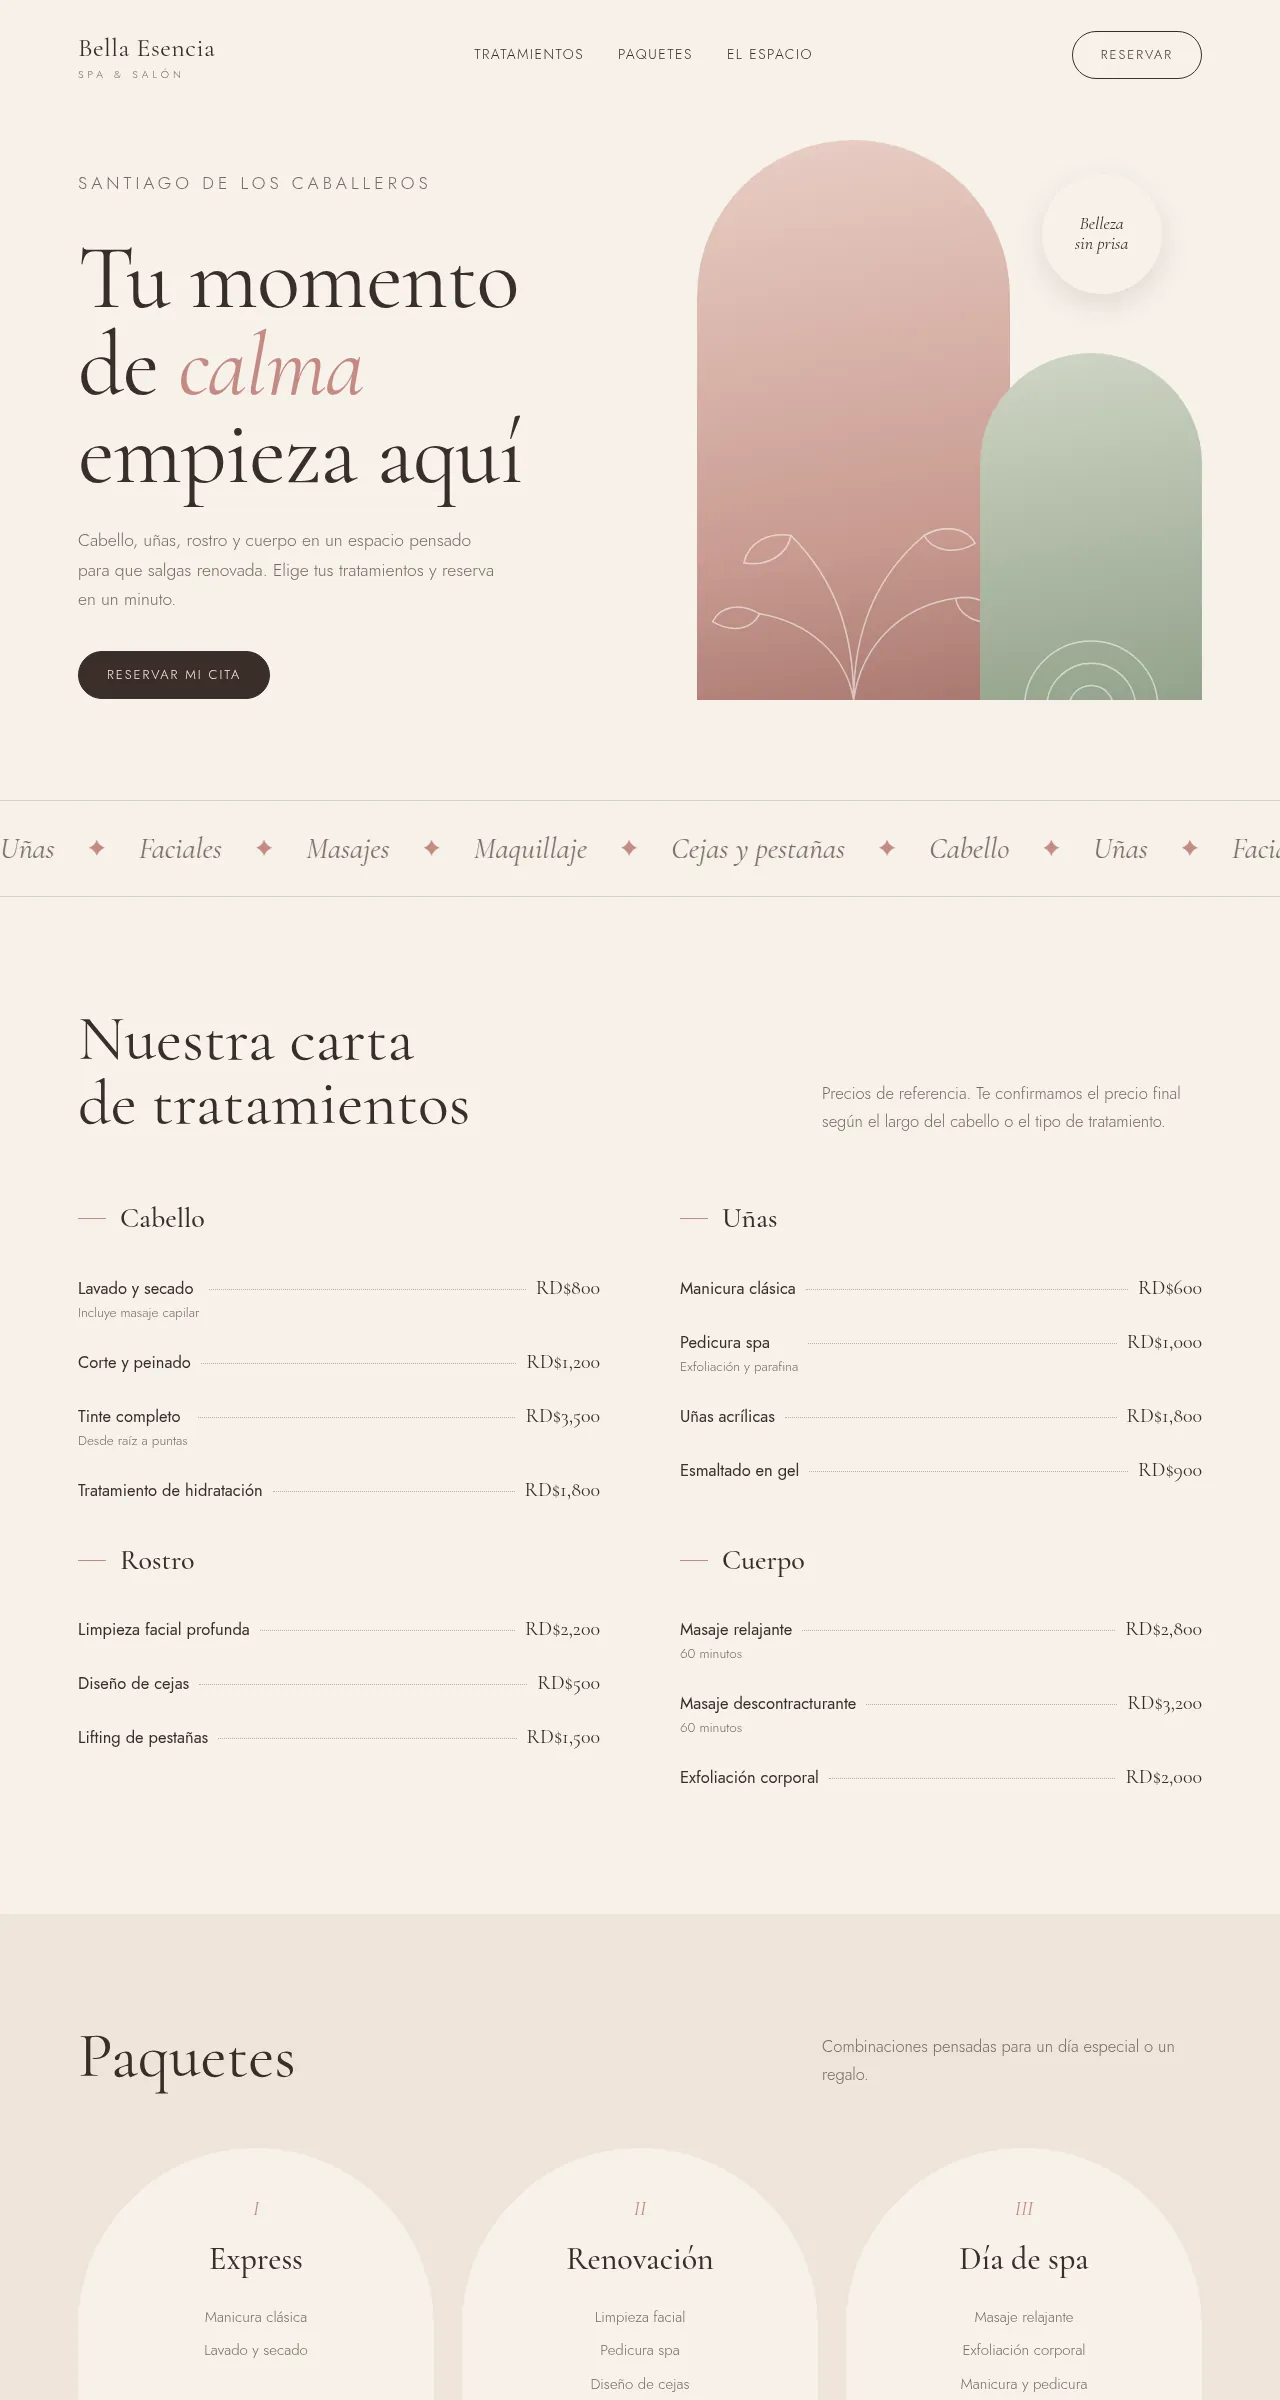 Bella Esencia
SPA & SALÓN
TRATAMIENTOS PAQUETES EL ESPACIO
RESERVAR
SANTIAGO DE LOS CABALLEROS
Tu momento
de calma
empieza aquí
Belleza
sin prisa
Cabello, uñas, rostro y cuerpo en un espacio pensado
para que salgas renovada. Elige tus tratamientos y reserva
en un minuto.
RESERVAR MI CITA
Uñas ✦ Faciales ✦ Masajes ✦ Maquillaje ✦ Cejas y pestañas ✦ Cabello ✦ Uñas ✦
Nuestra carta
de tratamientos
Precios de referencia. Te confirmamos el precio final
según el largo del cabello o el tipo de tratamiento.
Cabello
Lavado y secado RD$800
Incluye masaje capilar
Corte y peinado RD$1,200
Tinte completo RD$3,500
Desde raíz a puntas
Tratamiento de hidratación RD$1,800
Uñas
Manicura clásica RD$600
Pedicura spa RD$1,000
Exfoliación y parafina
Uñas acrílicas RD$1,800
Esmaltado en gel RD$900
Rostro
Limpieza facial profunda RD$2,200
Diseño de cejas RD$500
Lifting de pestañas RD$1,500
Cuerpo
Masaje relajante RD$2,800
60 minutos
Masaje descontracturante RD$3,200
60 minutos
Exfoliación corporal RD$2,000
Paquetes
Combinaciones pensadas para un día especial o un
regalo.
I
Express
Manicura clásica
Lavado y secado
II
Renovación
Limpieza facial
Pedicura spa
Diseño de cejas
III
Día de spa
Masaje relajante
Exfoliación corporal
Manicura y pedicura